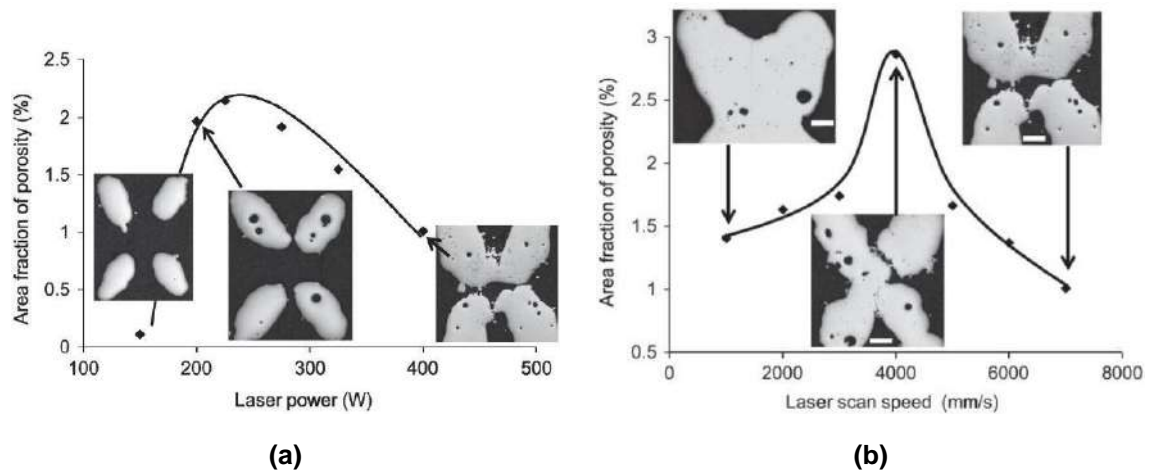 2.5
2
1.5
1
0.5
0
100 200 300 400 500
Area fraction of porosity (%)
Laser power (W)
(a)
3
2.5
2
1.5
1
0.5
0 2000 4000 6000 8000
Area fraction of porosity (%)
Laser scan speed (mm/s)
(b)